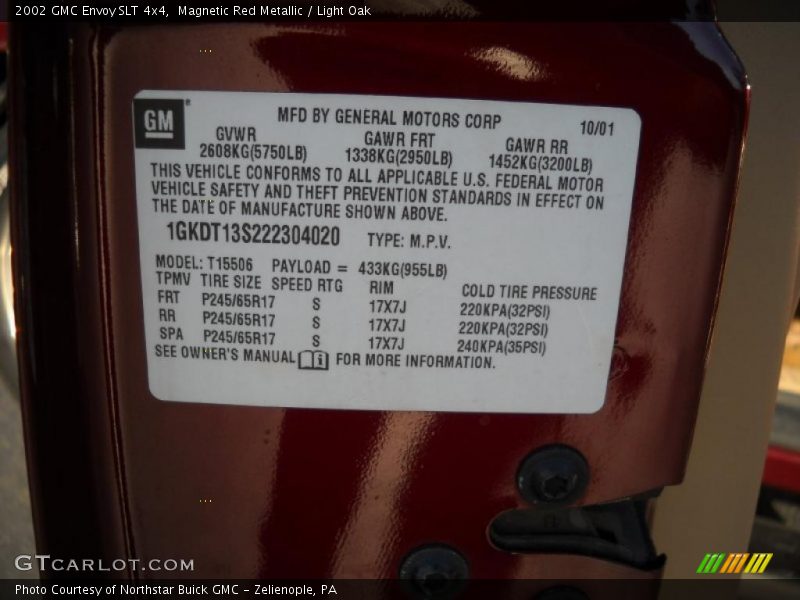 2002 GMC Envoy SLT 4x4, Magnetic Red Metallic / Light Oak
GM
MFD BY GENERAL MOTORS CORP 10/01
GVWR GAWR FRT GAWR RR
2608KG(5750LB) 1338KG(2950LB) 1452KG(3200LB)
THIS VEHICLE CONFORMS TO ALL APPLICABLE U.S. FEDERAL MOTOR
VEHICLE SAFETY AND THEFT PREVENTION STANDARDS IN EFFECT ON
THE DATE OF MANUFACTURE SHOWN ABOVE.
1GKDT13S222304020 TYPE: M.P.V.
MODEL: T15506 PAYLOAD = 433KG(955LB)
TPMV TIRE SIZE SPEED RTG RIM COLD TIRE PRESSURE
FRT P245/65R17 S 17X7J 220KPA(32PSI)
RR P245/65R17 S 17X7J 220KPA(32PSI)
SPA P245/65R17 S 17X7J 240KPA(35PSI)
SEE OWNER'S MANUAL FOR MORE INFORMATION.
GTCARLOT.COM
Photo Courtesy of Northstar Buick GMC - Zelienople, PA